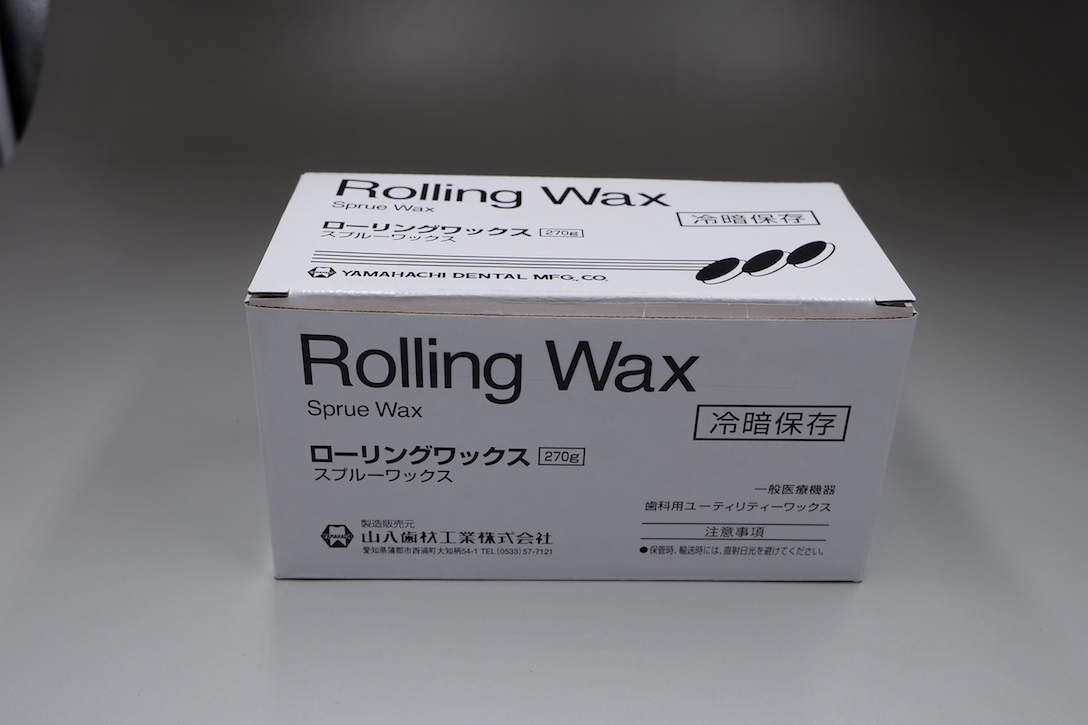 Rolling Wax
Sprue Wax
冷暗保存
ローリングワックス 270g
スプルーワックス
YAMAHACHI DENTAL MFG., CO.
Rolling Wax
Sprue Wax
冷暗保存
ローリングワックス 270g
スプルーワックス
一般医療機器
歯科用ユーティリティーワックス
注意事項
●保管時、輸送時には、直射日光を避けてください。
製造販売元
YAMAHACHI
山八歯材工業株式会社
愛知県蒲郡市西浦町大知柄54-1 TEL(0533)57-7121